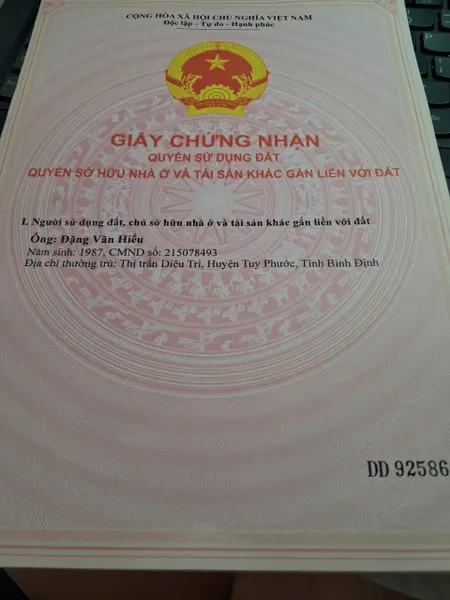 CỘNG HÒA XÃ HỘI CHỦ NGHĨA VIỆT NAM
Độc lập - Tự do - Hạnh phúc
GIẤY CHỨNG NHẬN
QUYỀN SỬ DỤNG ĐẤT
QUYỀN SỞ HỮU NHÀ Ở VÀ TÀI SẢN KHÁC GẮN LIỀN VỚI ĐẤT
I. Người sử dụng đất, chủ sở hữu nhà ở và tài sản khác gắn liền với đất
Ông: Đặng Văn Hiếu
Năm sinh: 1987, CMND số: 215078493
Địa chỉ thường trú: Thị trấn Diêu Trì, Huyện Tuy Phước, Tỉnh Bình Định
DD 92586